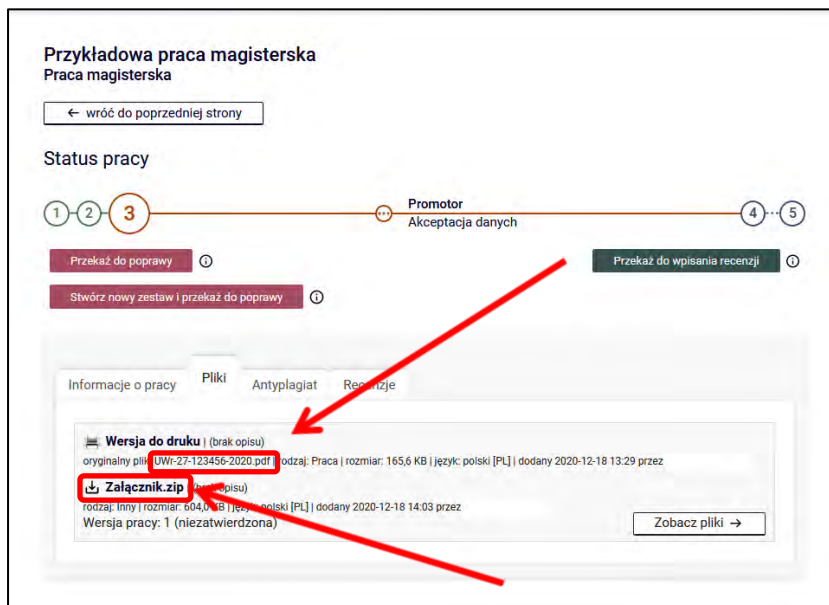 Przykładowa praca magisterska
Praca magisterska
← wróć do poprzedniej strony
Status pracy
1 2 3 Promotor 4 5
Akceptacja danych
Przekaż do poprawy Przekaż do wpisania recenzji
Stwórz nowy zestaw i przekaż do poprawy
Informacje o pracy Pliki Antyplagiat Recenzje
Wersja do druku | (brak opisu)
oryginalny plik: UWr-27-123456-2020.pdf | rodzaj: Praca | rozmiar: 165,6 KB | język: polski [PL] | dodany 2020-12-18 13:29 przez
Załącznik.zip | (brak opisu)
rodzaj: Inny | rozmiar: 604,0 KB | język: polski [PL] | dodany 2020-12-18 14:03 przez
Wersja pracy: 1 (niezatwierdzona)
Zobacz pliki →